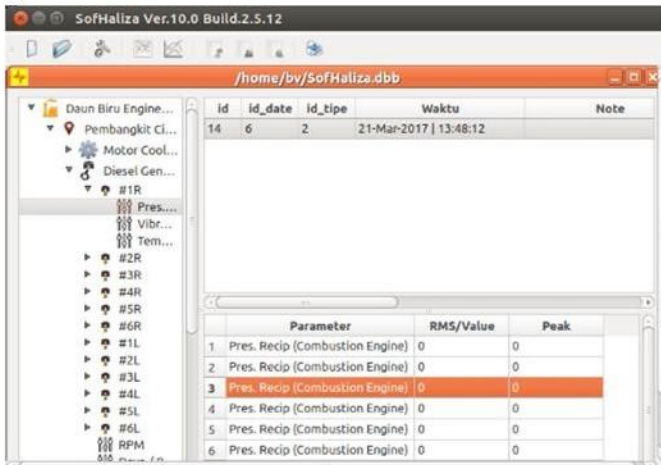 SofHaliza Ver.10.0 Build.2.5.12
/home/bv/SofHaliza.dbb
Daun Biru Engine...
Pembangkit Ci...
Motor Cool...
Diesel Gen...
#1R
Pres....
Vibr...
Tem...
#2R
#3R
#4R
#5R
#6R
#1L
#2L
#3L
#4L
#5L
#6L
RPM
id id_date id_tipe Waktu Note
14 6 2 21-Mar-2017 | 13:48:12
Parameter RMS/Value Peak
1 Pres. Recip (Combustion Engine) 0 0
2 Pres. Recip (Combustion Engine) 0 0
3 Pres. Recip (Combustion Engine) 0 0
4 Pres. Recip (Combustion Engine) 0 0
5 Pres. Recip (Combustion Engine) 0 0
6 Pres. Recip (Combustion Engine) 0 0